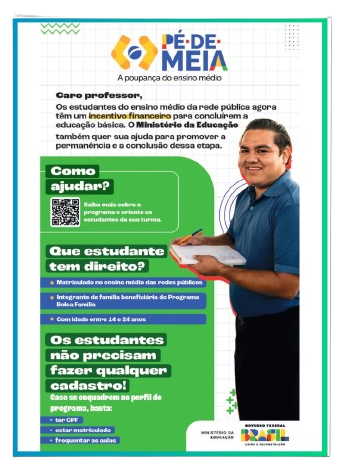 PÉ·DE·
MEIA
A poupança do ensino médio
Caro professor,
Os estudantes do ensino médio da rede pública agora
têm um incentivo financeiro para concluírem a
educação básica. O Ministério da Educação
também quer sua ajuda para promover a
permanência e a conclusão dessa etapa.
Como
ajudar?
Saiba mais sobre o
programa e oriente os
estudantes da sua turma.
Que estudante
tem direito?
Matriculado no ensino médio das redes públicas
Integrante de família beneficiária do Programa
Bolsa Família
Com idade entre 14 e 24 anos
Os estudantes
não precisam
fazer qualquer
cadastro!
Caso se enquadrem no perfil do
programa, basta:
ter CPF
estar matriculado
frequentar as aulas
MINISTÉRIO DA
EDUCAÇÃO
GOVERNO FEDERAL
BRASIL
UNIÃO E RECONSTRUÇÃO